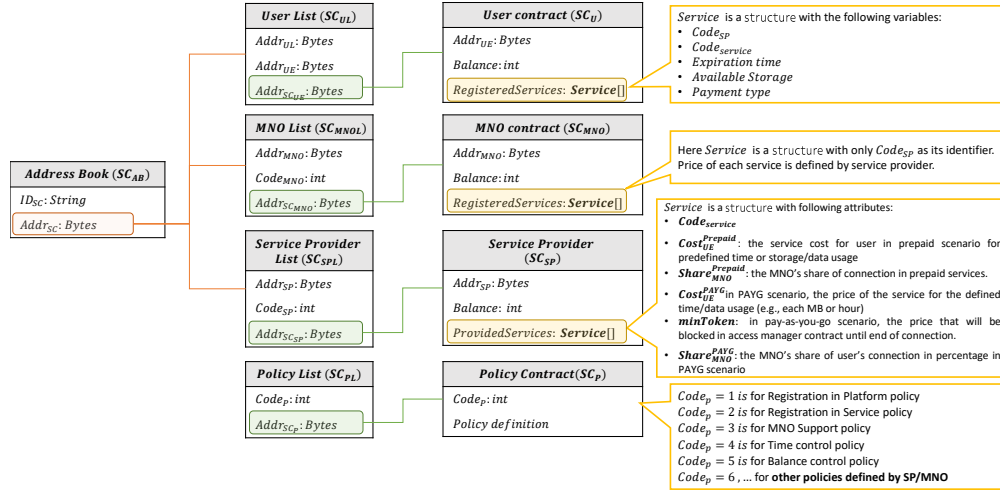 User List (SC_UL)
Addr_UL: Bytes
Addr_UE: Bytes
Addr_SC_UE: Bytes
User contract (SC_U)
Addr_UE: Bytes
Balance: int
RegisteredServices: Service[]
Service is a structure with the following variables:
• Code_SP
• Code_service
• Expiration time
• Available Storage
• Payment type
MNO List (SC_MNOL)
Addr_MNO: Bytes
Code_MNO: int
Addr_SC_MNO: Bytes
MNO contract (SC_MNO)
Addr_MNO: Bytes
Balance: int
RegisteredServices: Service[]
Here Service is a structure with only Code_SP as its identifier.
Price of each service is defined by service provider.
Address Book (SC_AB)
ID_SC: String
Addr_SC: Bytes
Service Provider
List (SC_SPL)
Addr_SP: Bytes
Code_SP: int
Addr_SC_SP: Bytes
Service Provider
(SC_SP)
Addr_SP: Bytes
Balance: int
ProvidedServices: Service[]
Service is a structure with following attributes:
• Code_service
• Cost_UE^Prepaid: the service cost for user in prepaid scenario for
predefined time or storage/data usage
• Share_MNO^Prepaid: the MNO's share of connection in prepaid services.
• Cost_UE^PAYG in PAYG scenario, the price of the service for the defined
time/data usage (e.g., each MB or hour)
• minToken: in pay-as-you-go scenario, the price that will be
blocked in access manager contract until end of connection.
• Share_MNO^PAYG: the MNO's share of user's connection in percentage in
PAYG scenario
Policy List (SC_PL)
Code_P: int
Addr_SC_P: Bytes
Policy Contract(SC_P)
Code_P: int
Policy definition
Code_p = 1 is for Registration in Platform policy
Code_p = 2 is for Registration in Service policy
Code_p = 3 is for MNO Support policy
Code_p = 4 is for Time control policy
Code_p = 5 is for Balance control policy
Code_p = 6 , … for other policies defined by SP/MNO